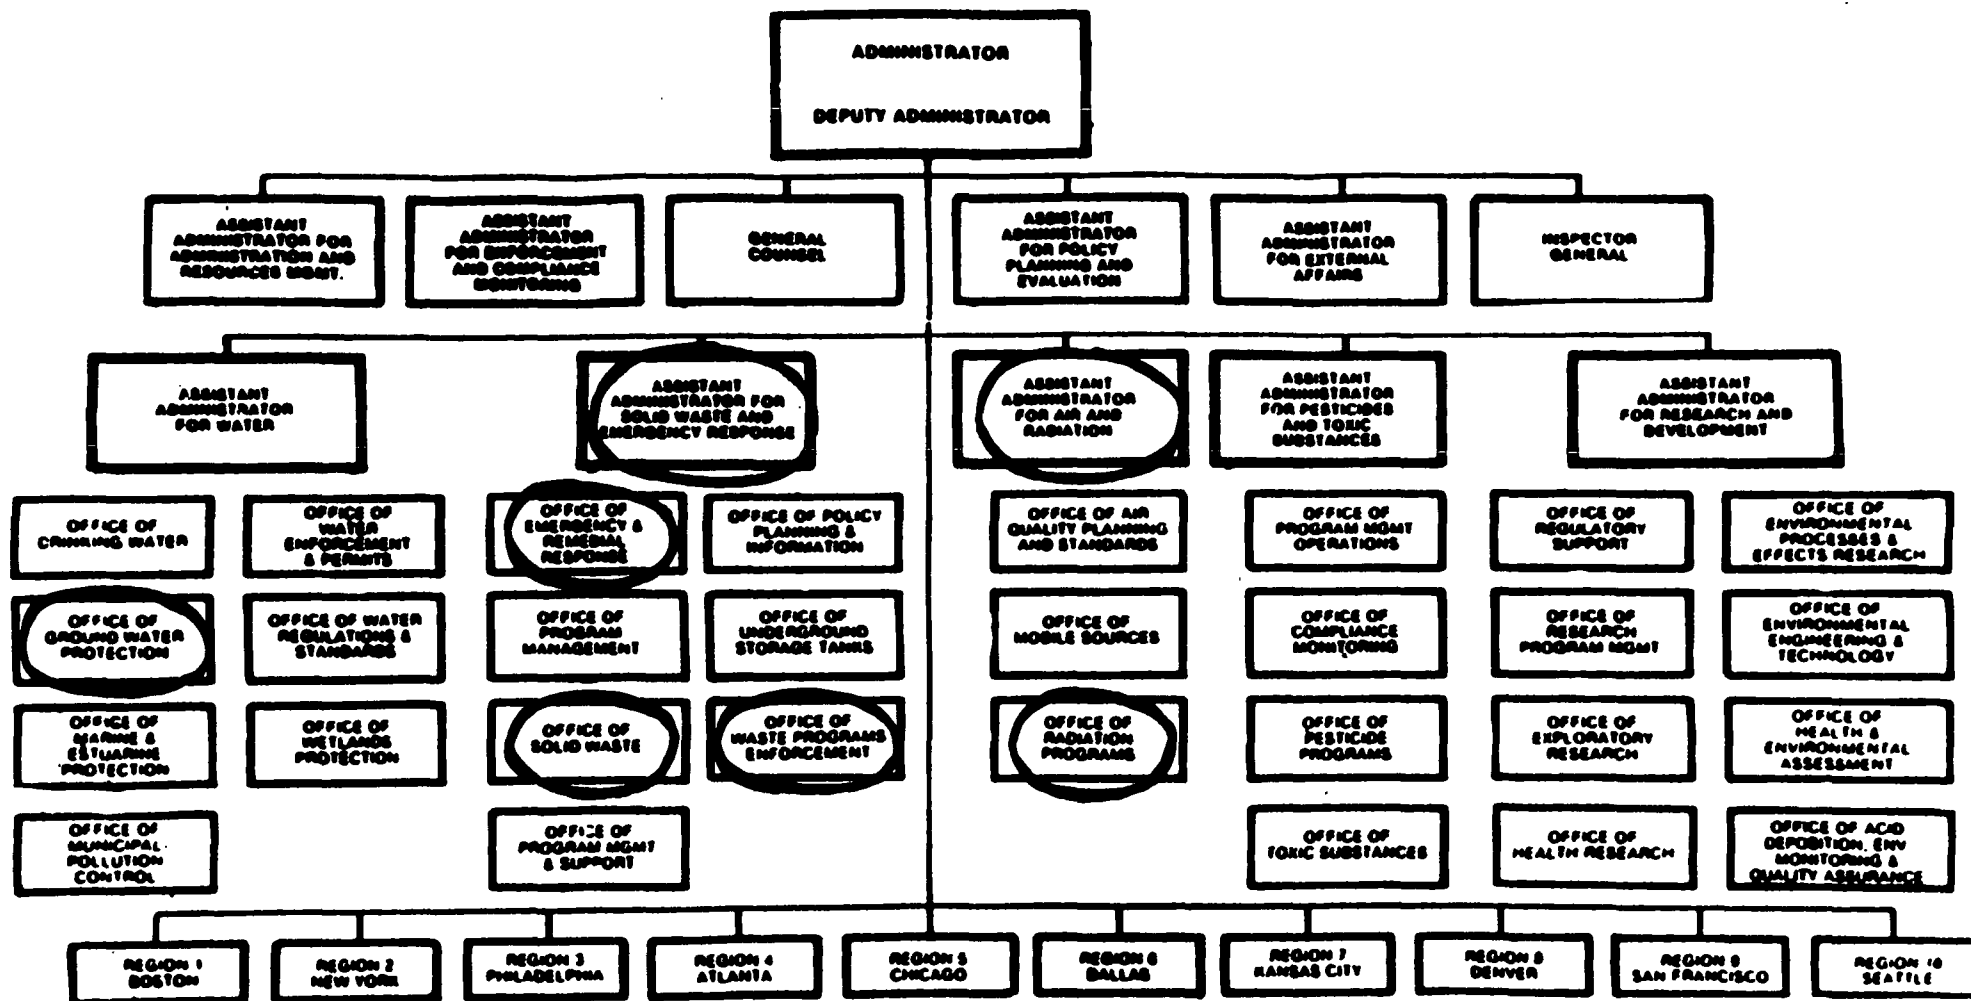 ADMINISTRATOR
DEPUTY ADMINISTRATOR
ASSISTANT
ADMINISTRATOR FOR
ADMINISTRATION AND
RESOURCES MGMT.
ASSISTANT
ADMINISTRATOR
FOR ENFORCEMENT
AND COMPLIANCE
MONITORING
GENERAL
COUNSEL
ASSISTANT
ADMINISTRATOR
FOR POLICY
PLANNING AND
EVALUATION
ASSISTANT
ADMINISTRATOR
FOR EXTERNAL
AFFAIRS
INSPECTOR
GENERAL
ASSISTANT
ADMINISTRATOR
FOR WATER
ASSISTANT
ADMINISTRATOR FOR
SOLID WASTE AND
EMERGENCY RESPONSE
ASSISTANT
ADMINISTRATOR
FOR AIR AND
RADIATION
ASSISTANT
ADMINISTRATOR
FOR PESTICIDES
AND TOXIC
SUBSTANCES
ASSISTANT
ADMINISTRATOR
FOR RESEARCH AND
DEVELOPMENT
OFFICE OF
DRINKING WATER
OFFICE OF
WATER
ENFORCEMENT
& PERMITS
OFFICE OF
EMERGENCY &
REMEDIAL
RESPONSE
OFFICE OF POLICY
PLANNING &
INFORMATION
OFFICE OF AIR
QUALITY PLANNING
AND STANDARDS
OFFICE OF
PROGRAM MGMT
OPERATIONS
OFFICE OF
REGULATORY
SUPPORT
OFFICE OF
ENVIRONMENTAL
PROCESSES &
EFFECTS RESEARCH
OFFICE OF
GROUND WATER
PROTECTION
OFFICE OF WATER
REGULATIONS &
STANDARDS
OFFICE OF
PROGRAM
MANAGEMENT
OFFICE OF
UNDERGROUND
STORAGE TANKS
OFFICE OF
MOBILE SOURCES
OFFICE OF
COMPLIANCE
MONITORING
OFFICE OF
RESEARCH
PROGRAM MGMT
OFFICE OF
ENVIRONMENTAL
ENGINEERING &
TECHNOLOGY
OFFICE OF
MARINE &
ESTUARINE
PROTECTION
OFFICE OF
WETLANDS
PROTECTION
OFFICE OF
SOLID WASTE
OFFICE OF
WASTE PROGRAMS
ENFORCEMENT
OFFICE OF
RADIATION
PROGRAMS
OFFICE OF
PESTICIDE
PROGRAMS
OFFICE OF
EXPLORATORY
RESEARCH
OFFICE OF
HEALTH &
ENVIRONMENTAL
ASSESSMENT
OFFICE OF
MUNICIPAL
POLLUTION
CONTROL
OFFICE OF
PROGRAM MGMT
& SUPPORT
OFFICE OF
TOXIC SUBSTANCES
OFFICE OF
HEALTH RESEARCH
OFFICE OF ACID
DEPOSITION, ENV
MONITORING &
QUALITY ASSURANCE
REGION 1
BOSTON
REGION 2
NEW YORK
REGION 3
PHILADELPHIA
REGION 4
ATLANTA
REGION 5
CHICAGO
REGION 6
DALLAS
REGION 7
KANSAS CITY
REGION 8
DENVER
REGION 9
SAN FRANCISCO
REGION 10
SEATTLE